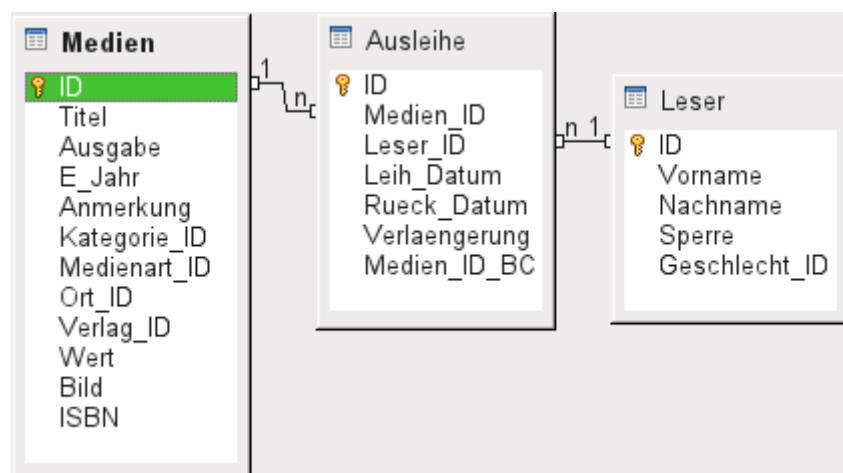 Medien
ID
Titel
Ausgabe
E_Jahr
Anmerkung
Kategorie_ID
Medienart_ID
Ort_ID
Verlag_ID
Wert
Bild
ISBN
1
n
Ausleihe
ID
Medien_ID
Leser_ID
Leih_Datum
Rueck_Datum
Verlaengerung
Medien_ID_BC
n 1
Leser
ID
Vorname
Nachname
Sperre
Geschlecht_ID